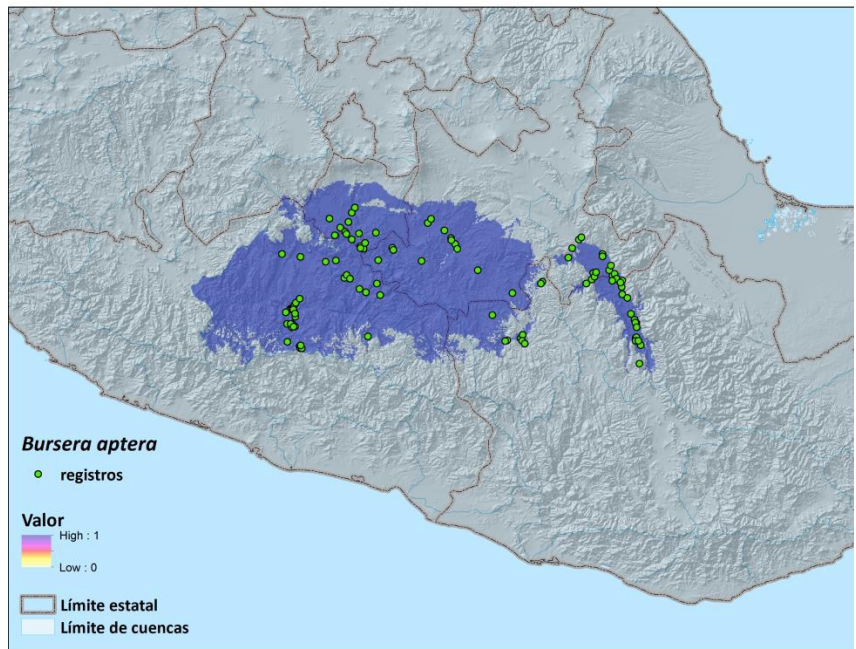 Bursera aptera
registros
Valor
High : 1
Low : 0
Límite estatal
Límite de cuencas